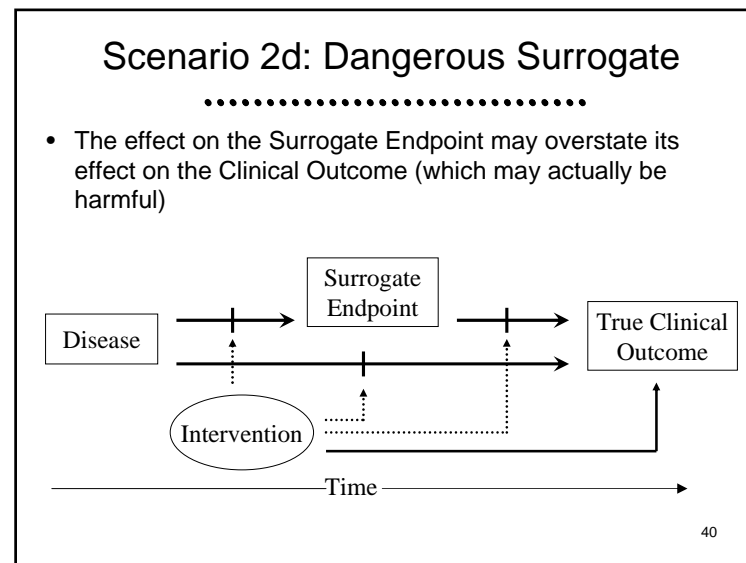 Scenario 2d: Dangerous Surrogate
• The effect on the Surrogate Endpoint may overstate its
effect on the Clinical Outcome (which may actually be
harmful)
Surrogate
Endpoint
Disease
True Clinical
Outcome
Intervention
Time
40